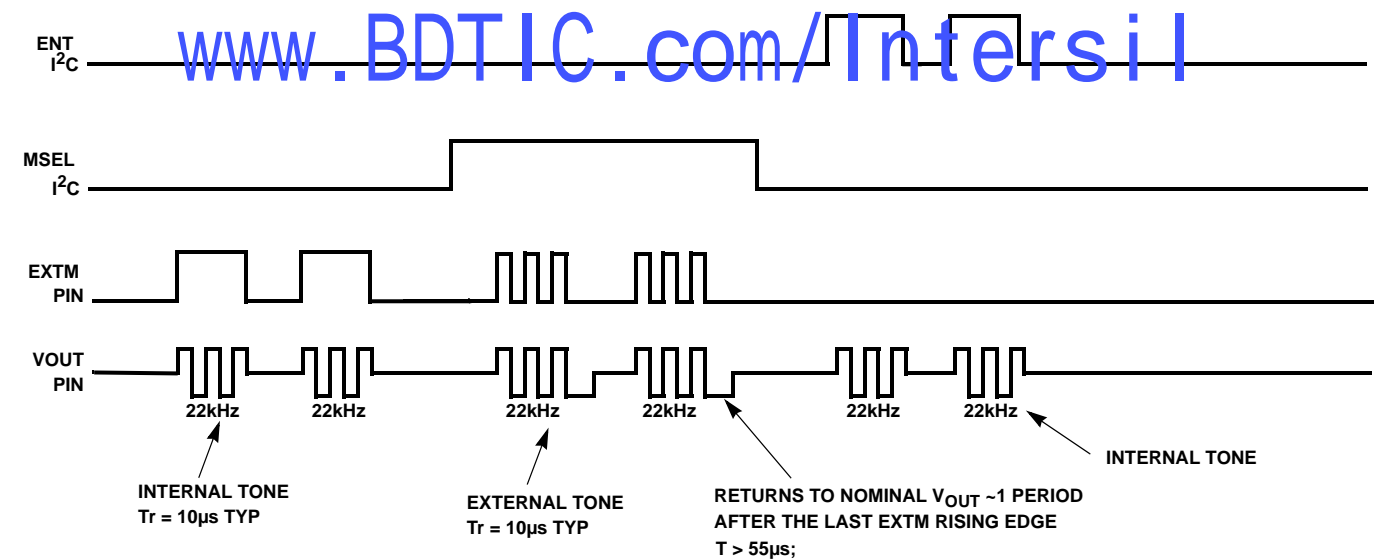 www.BDTIC.com/Intersil
ENT
I2C
MSEL
I2C
EXTM
PIN
VOUT
PIN
22kHz 22kHz 22kHz 22kHz 22kHz 22kHz
INTERNAL TONE
Tr = 10µs TYP
EXTERNAL TONE
Tr = 10µs TYP
RETURNS TO NOMINAL VOUT ~1 PERIOD
AFTER THE LAST EXTM RISING EDGE
T > 55µs;
INTERNAL TONE